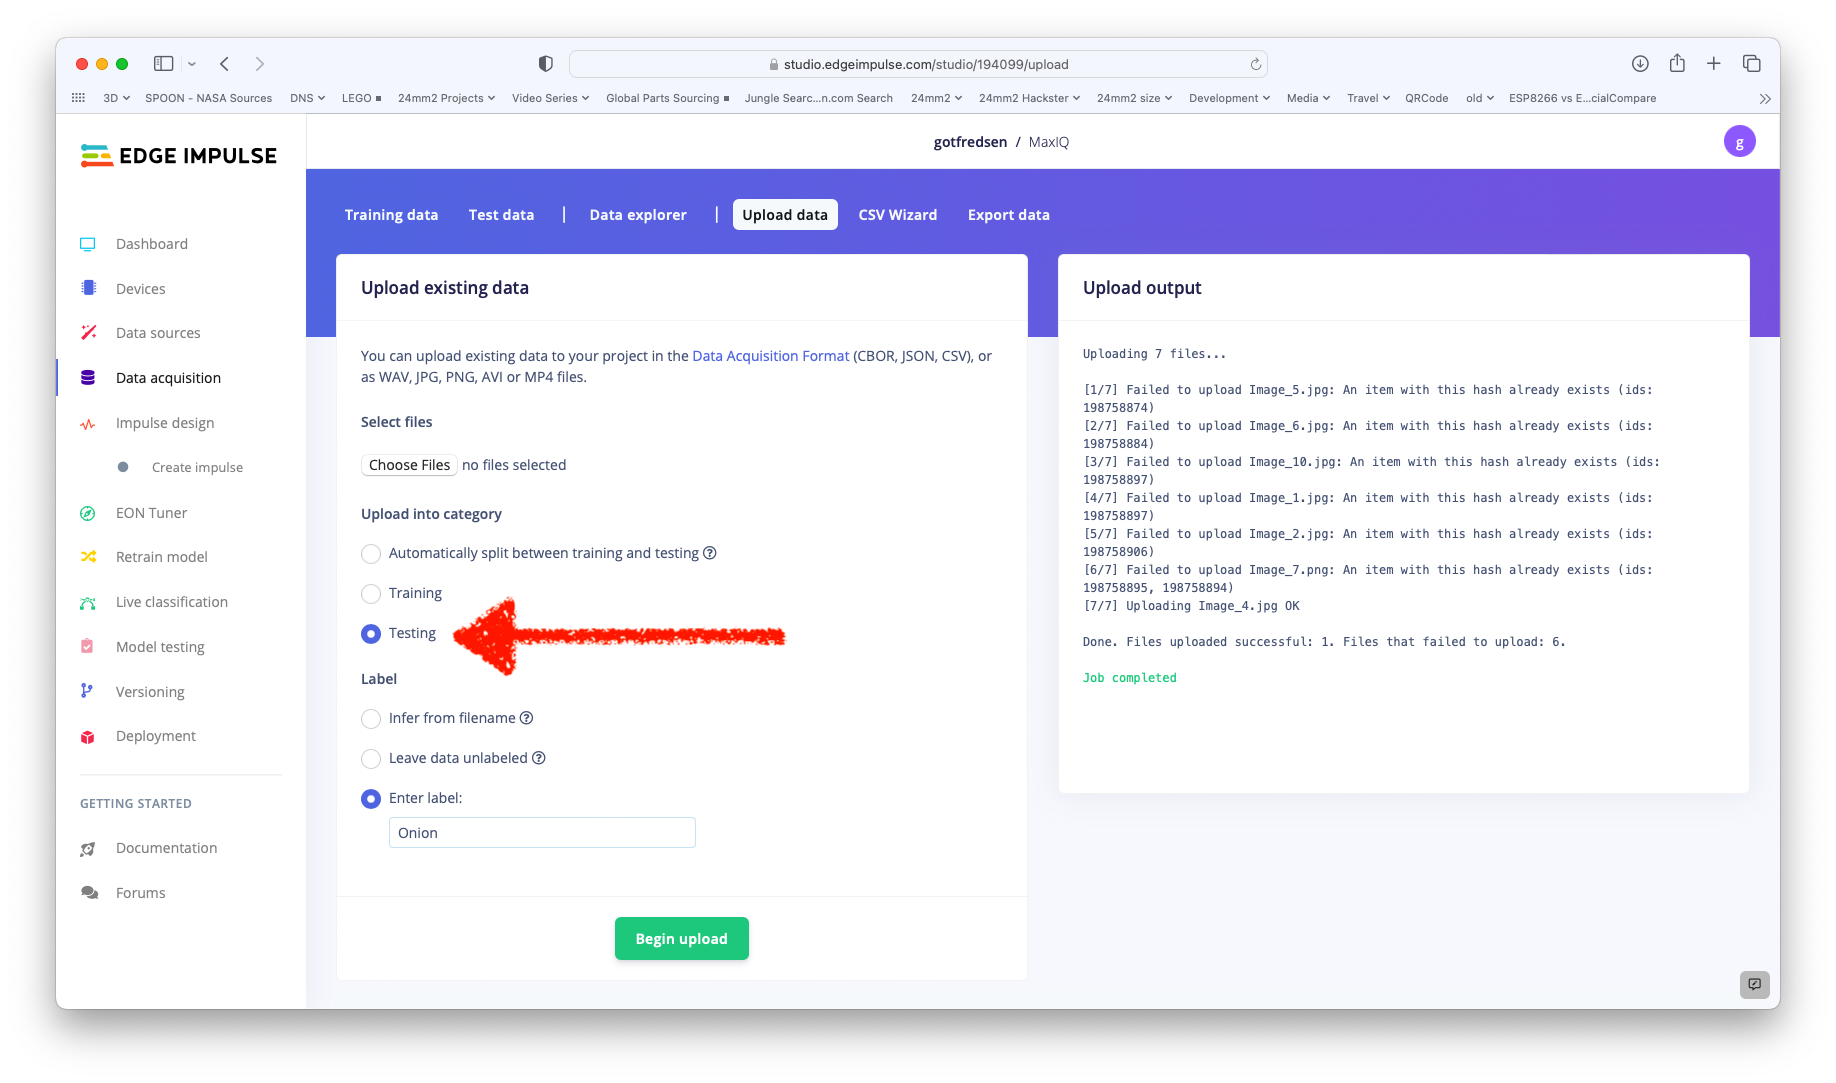 studio.edgeimpulse.com/studio/194099/upload
3D SPOON - NASA Sources DNS LEGO 24mm2 Projects Video Series Global Parts Sourcing Jungle Searc...n.com Search 24mm2 24mm2 Hackster 24mm2 size Development Media Travel QRCode old ESP8266 vs E...cialCompare
EDGE IMPULSE
gotfredsen / MaxIQ
g
Dashboard
Devices
Data sources
Data acquisition
Impulse design
Create impulse
EON Tuner
Retrain model
Live classification
Model testing
Versioning
Deployment
GETTING STARTED
Documentation
Forums
Training data Test data | Data explorer | Upload data CSV Wizard Export data
Upload existing data
You can upload existing data to your project in the Data Acquisition Format (CBOR, JSON, CSV), or
as WAV, JPG, PNG, AVI or MP4 files.
Select files
Choose Files no files selected
Upload into category
Automatically split between training and testing ?
Training
Testing
Label
Infer from filename ?
Leave data unlabeled ?
Enter label:
Onion
Begin upload
Upload output
Uploading 7 files...
[1/7] Failed to upload Image_5.jpg: An item with this hash already exists (ids:
198758874)
[2/7] Failed to upload Image_6.jpg: An item with this hash already exists (ids:
198758884)
[3/7] Failed to upload Image_10.jpg: An item with this hash already exists (ids:
198758897)
[4/7] Failed to upload Image_1.jpg: An item with this hash already exists (ids:
198758897)
[5/7] Failed to upload Image_2.jpg: An item with this hash already exists (ids:
198758906)
[6/7] Failed to upload Image_7.png: An item with this hash already exists (ids:
198758895, 198758894)
[7/7] Uploading Image_4.jpg OK
Done. Files uploaded successful: 1. Files that failed to upload: 6.
Job completed